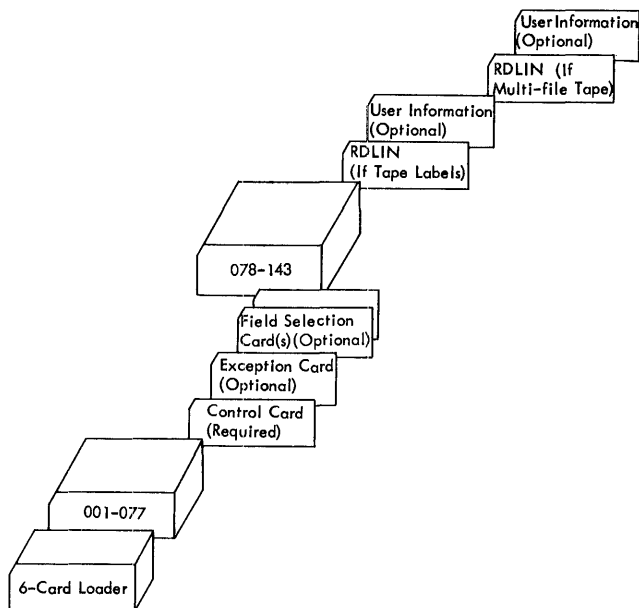 User Information
(Optional)
RDLIN (If
Multi-file Tape)
User Information
(Optional)
RDLIN
(If Tape Labels)
078-143
Field Selection
Card(s) (Optional)
Exception Card
(Optional)
Control Card
(Required)
001-077
6-Card Loader